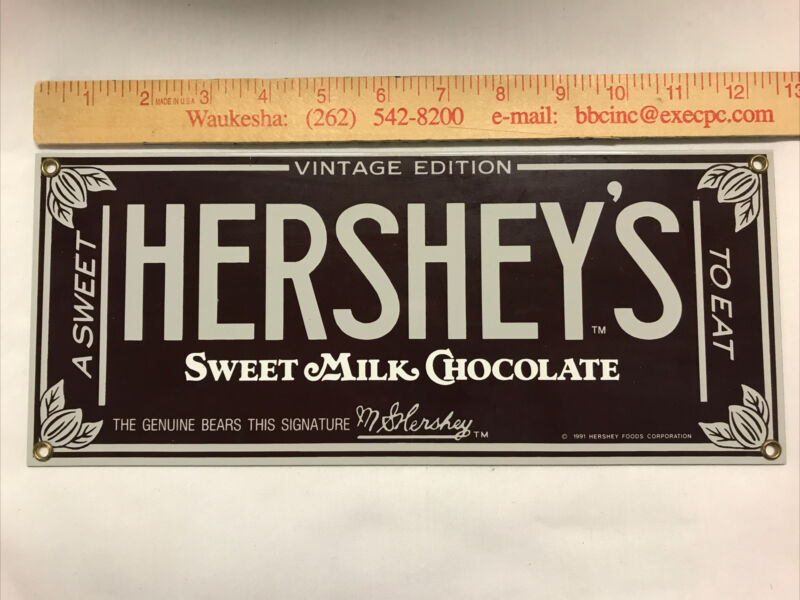 1 2 MADE IN U.S.A 3 4 5 6 7 8 9 10 11 12 13
Waukesha: (262) 542-8200 e-mail: bbcinc@execpc.com
VINTAGE EDITION
A SWEET
HERSHEY'S™
TO EAT
SWEET MILK CHOCOLATE
THE GENUINE BEARS THIS SIGNATURE M S Hershey™
© 1991 HERSHEY FOODS CORPORATION